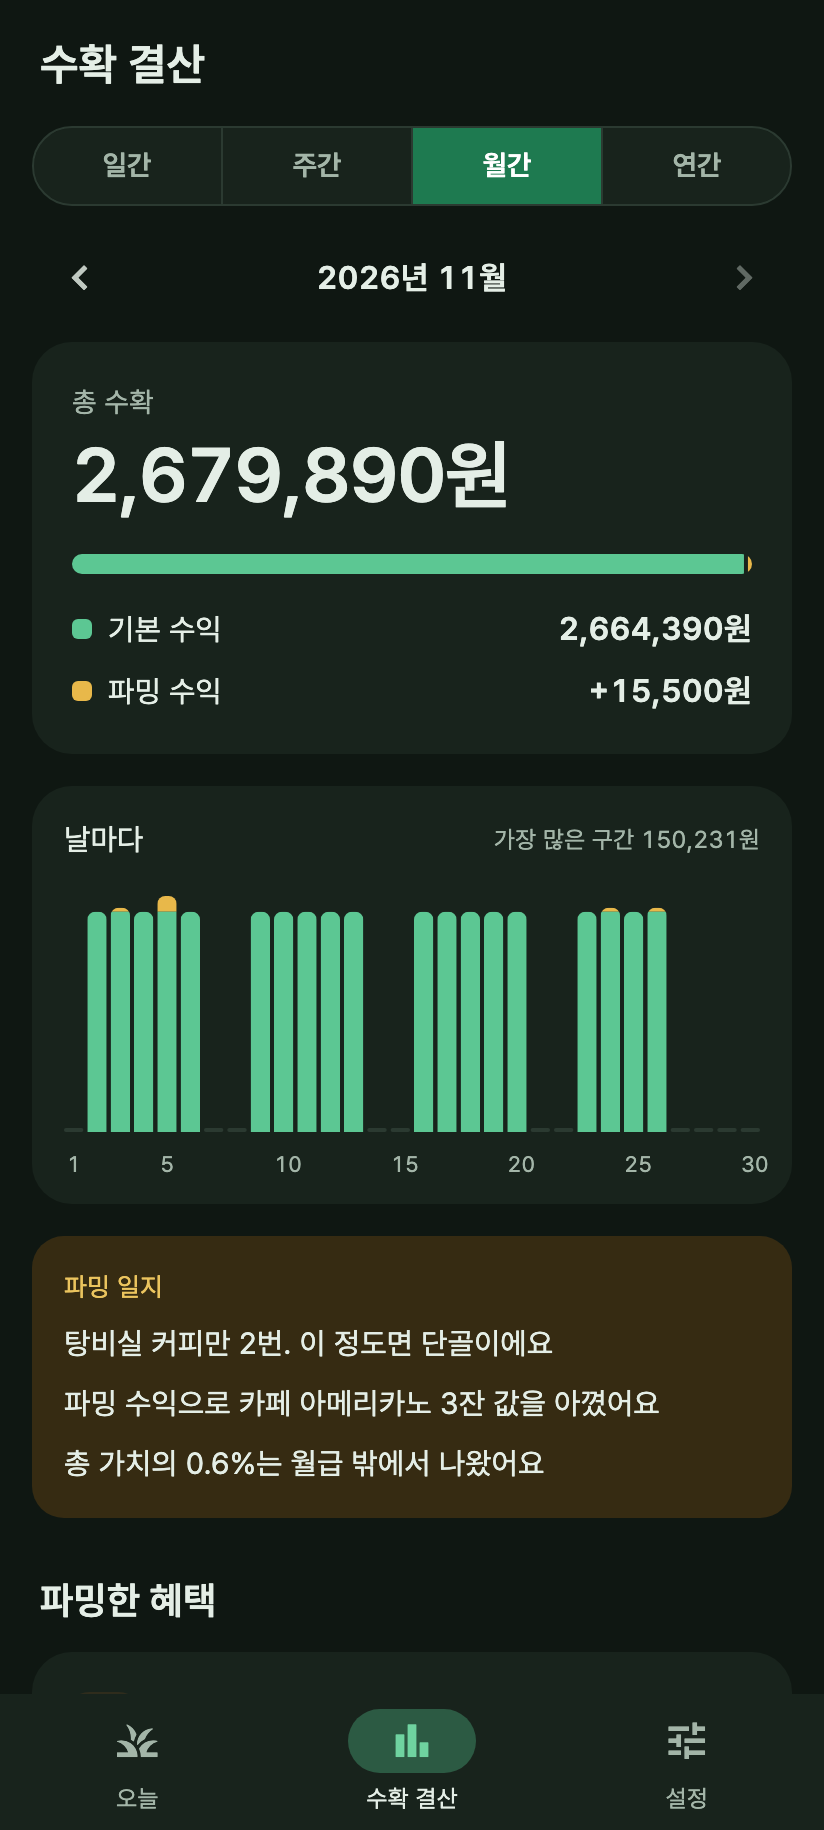 수확 결산
일간 주간 월간 연간
2026년 11월
총 수확
2,679,890원
기본 수익 2,664,390원
파밍 수익 +15,500원
날마다 가장 많은 구간 150,231원
1 5 10 15 20 25 30
파밍 일지
탕비실 커피만 2번. 이 정도면 단골이에요
파밍 수익으로 카페 아메리카노 3잔 값을 아꼈어요
총 가치의 0.6%는 월급 밖에서 나왔어요
파밍한 혜택
오늘 수확 결산 설정